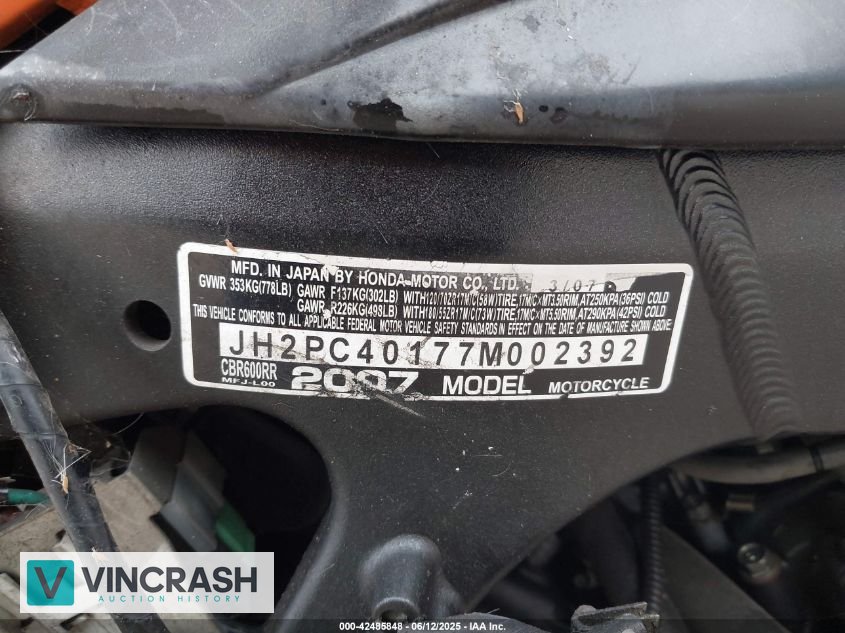 MFD. IN JAPAN BY HONDA MOTOR CO., LTD. 3/07
GVWR 353KG(778LB) GAWR F137KG(302LB) WITH120/70ZR17M/C(58W)TIRE,17M/C×MT3.50RIM,AT250KPA(36PSI) COLD
GAWR R226KG(498LB) WITH180/55ZR17M/C(73W)TIRE,17M/C×MT5.50RIM,AT290KPA(42PSI) COLD
THIS VEHICLE CONFORMS TO ALL APPLICABLE FEDERAL MOTOR VEHICLE SAFETY STANDARDS IN EFFECT ON THE DATE OF MANUFACTURE SHOWN ABOVE
JH2PC40177M002392
CBR600RR 2007 MODEL MOTORCYCLE
MFJ-L00
V VINCRASH
AUCTION HISTORY
000-42485848 - 06/12/2025 - IAA Inc.